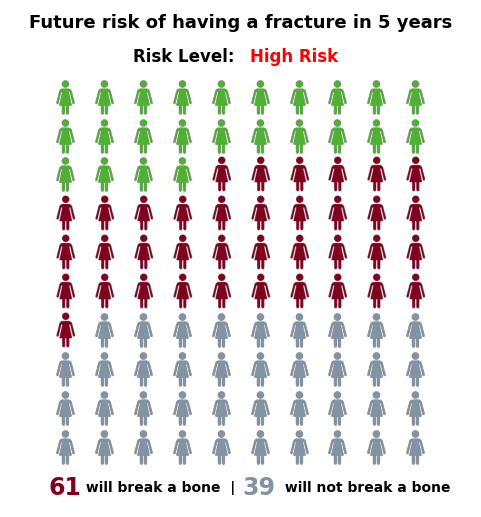 Future risk of having a fracture in 5 years
Risk Level: High Risk
61 will break a bone | 39 will not break a bone